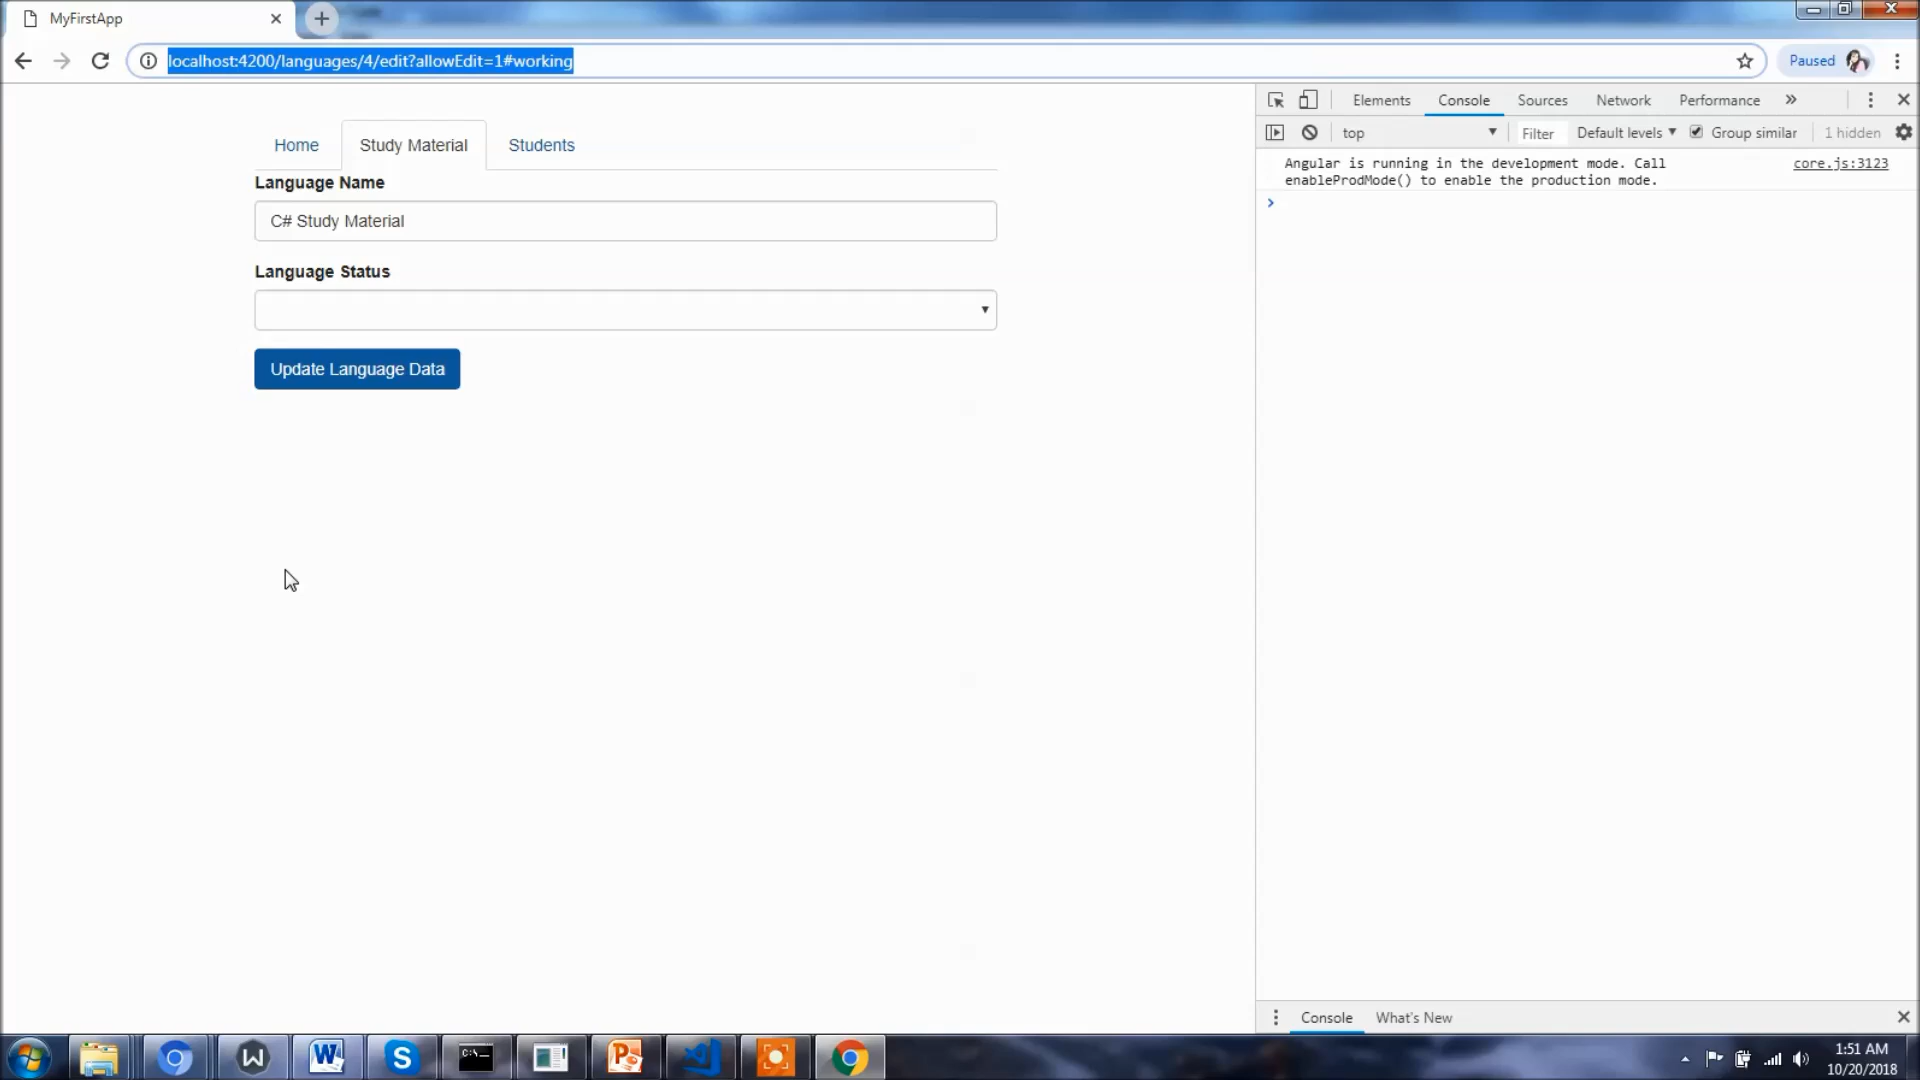 MyFirstApp
localhost:4200/languages/4/edit?allowEdit=1#working
Paused
Home
Study Material
Students
Language Name
C# Study Material
Language Status
Update Language Data
Elements
Console
Sources
Network
Performance
top
Filter
Default levels
Group similar
1 hidden
Angular is running in the development mode. Call
core.js:3123
enableProdMode() to enable the production mode.
Console
What's New
C:\_
1:51 AM
10/20/2018